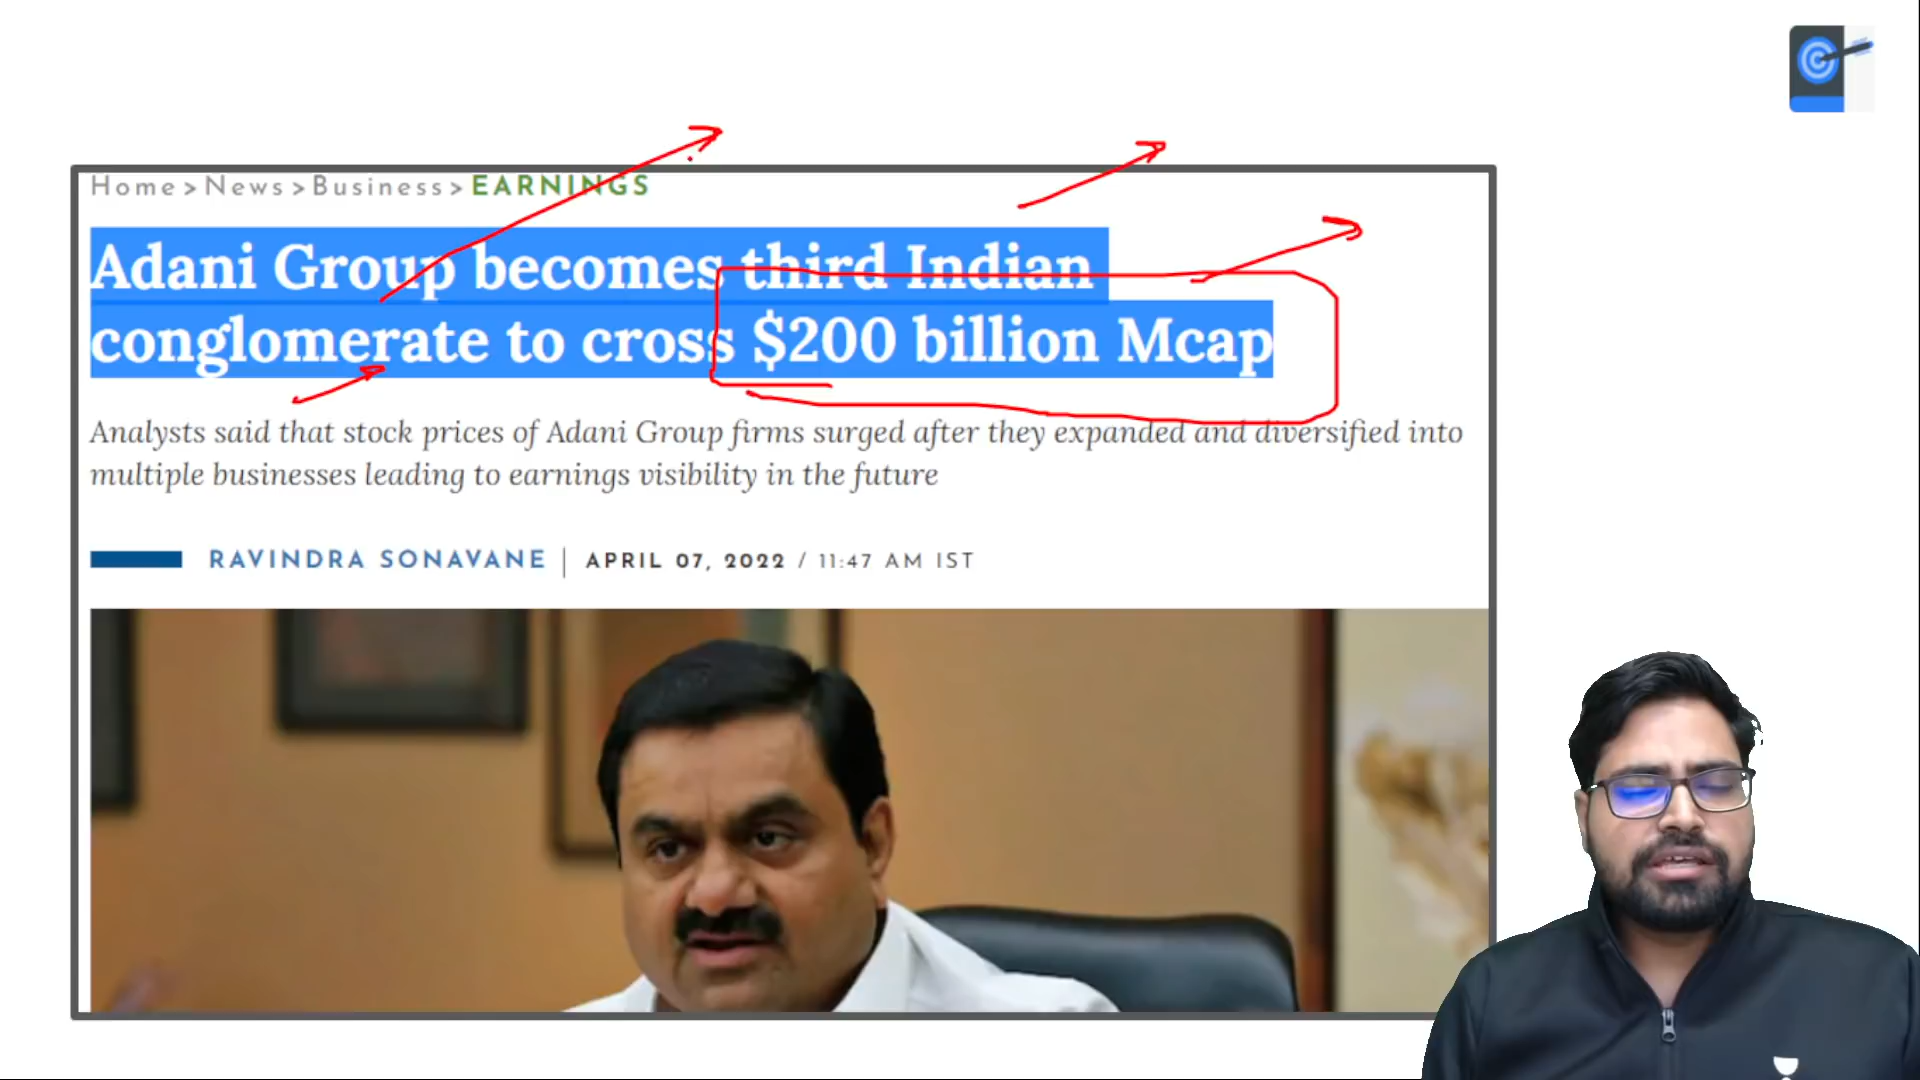 Home > News > Business > EARNINGS
Adani Group becomes third Indian
conglomerate to cross $200 billion Mcap
Analysts said that stock prices of Adani Group firms surged after they expanded and diversified into
multiple businesses leading to earnings visibility in the future
RAVINDRA SONAVANE | APRIL 07, 2022 / 11:47 AM IST